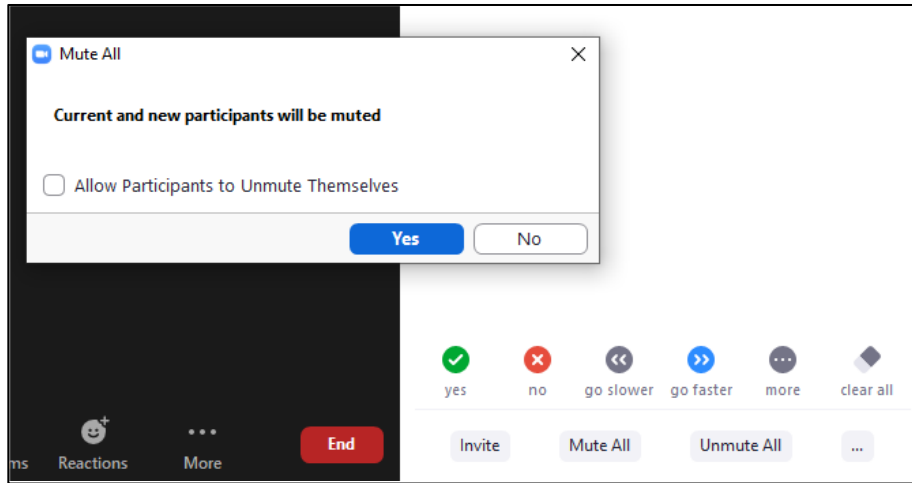 Mute All
Current and new participants will be muted
Allow Participants to Unmute Themselves
Yes No
yes no go slower go faster more clear all
ms Reactions More End
Invite Mute All Unmute All ...